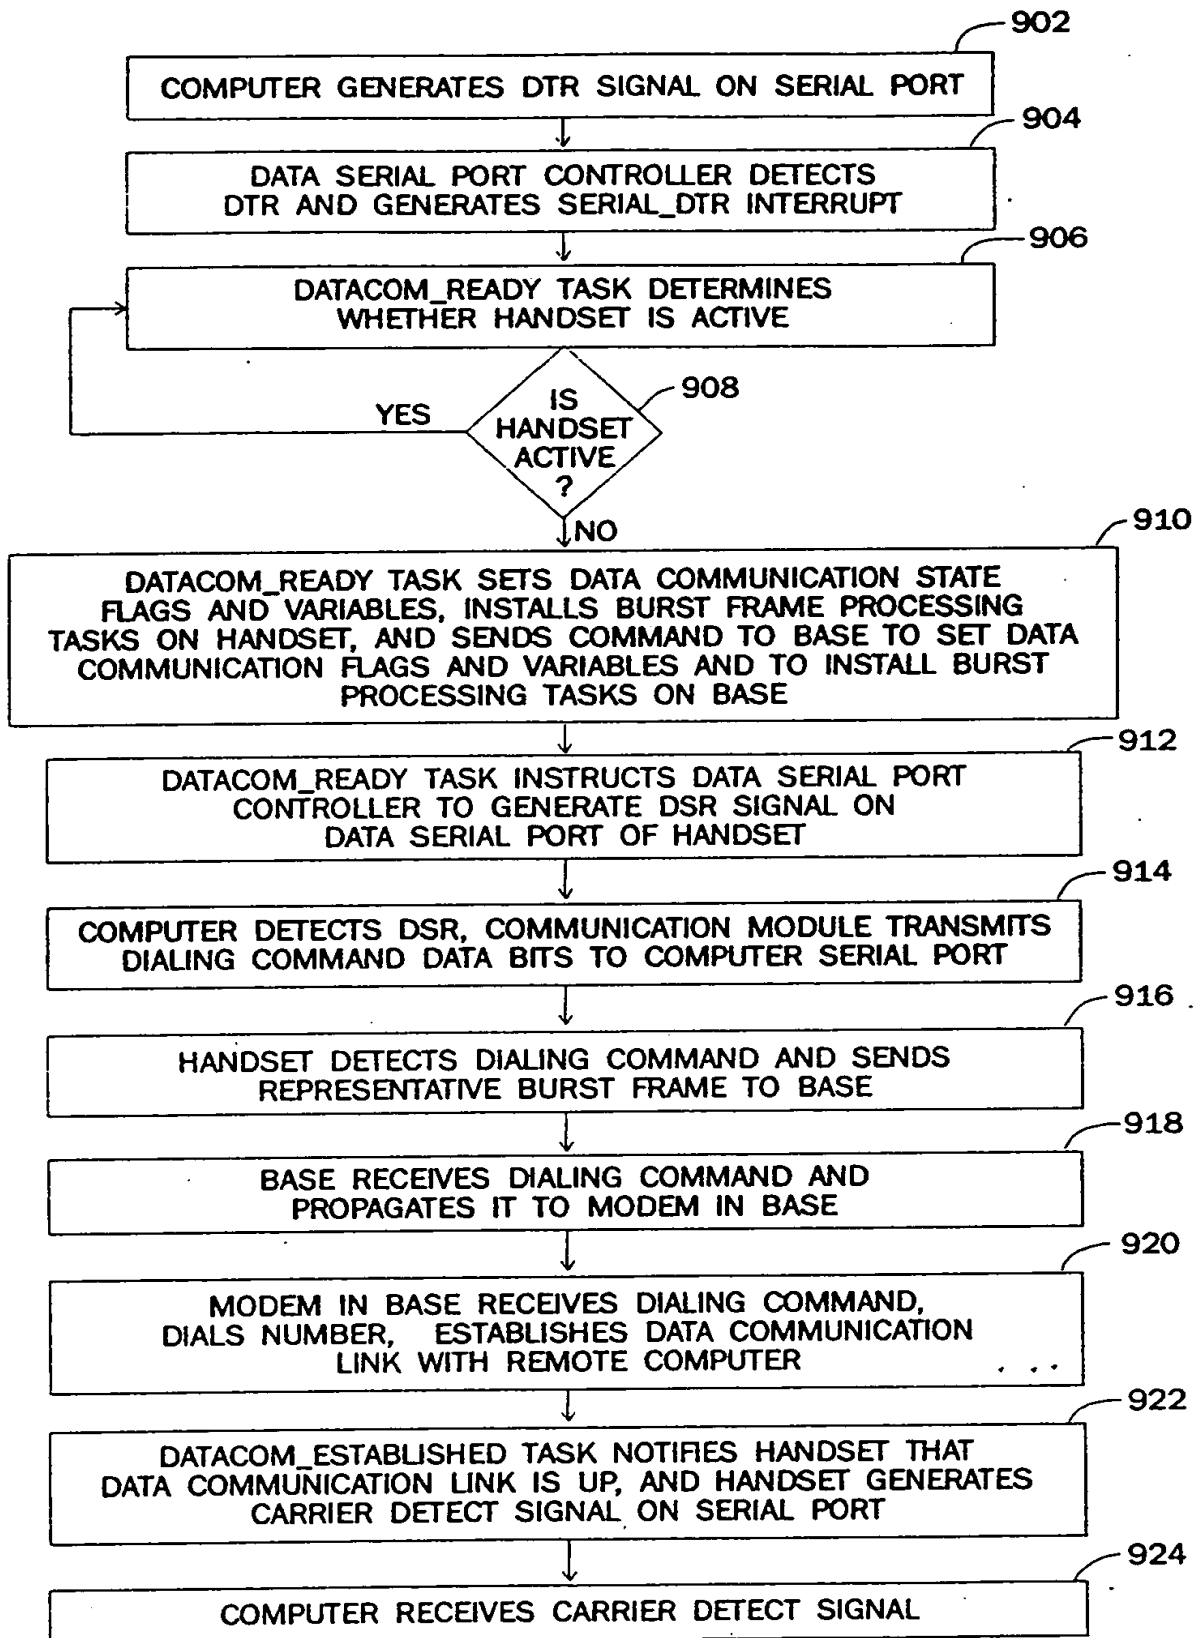 902
COMPUTER GENERATES DTR SIGNAL ON SERIAL PORT
904
DATA SERIAL PORT CONTROLLER DETECTS
DTR AND GENERATES SERIAL_DTR INTERRUPT
906
DATACOM_READY TASK DETERMINES
WHETHER HANDSET IS ACTIVE
908
YES
IS
HANDSET
ACTIVE
?
NO
910
DATACOM_READY TASK SETS DATA COMMUNICATION STATE
FLAGS AND VARIABLES, INSTALLS BURST FRAME PROCESSING
TASKS ON HANDSET, AND SENDS COMMAND TO BASE TO SET DATA
COMMUNICATION FLAGS AND VARIABLES AND TO INSTALL BURST
PROCESSING TASKS ON BASE
912
DATACOM_READY TASK INSTRUCTS DATA SERIAL PORT
CONTROLLER TO GENERATE DSR SIGNAL ON
DATA SERIAL PORT OF HANDSET
914
COMPUTER DETECTS DSR, COMMUNICATION MODULE TRANSMITS
DIALING COMMAND DATA BITS TO COMPUTER SERIAL PORT
916
HANDSET DETECTS DIALING COMMAND AND SENDS
REPRESENTATIVE BURST FRAME TO BASE
918
BASE RECEIVES DIALING COMMAND AND
PROPAGATES IT TO MODEM IN BASE
920
MODEM IN BASE RECEIVES DIALING COMMAND,
DIALS NUMBER, ESTABLISHES DATA COMMUNICATION
LINK WITH REMOTE COMPUTER
922
DATACOM_ESTABLISHED TASK NOTIFIES HANDSET THAT
DATA COMMUNICATION LINK IS UP, AND HANDSET GENERATES
CARRIER DETECT SIGNAL ON SERIAL PORT
924
COMPUTER RECEIVES CARRIER DETECT SIGNAL